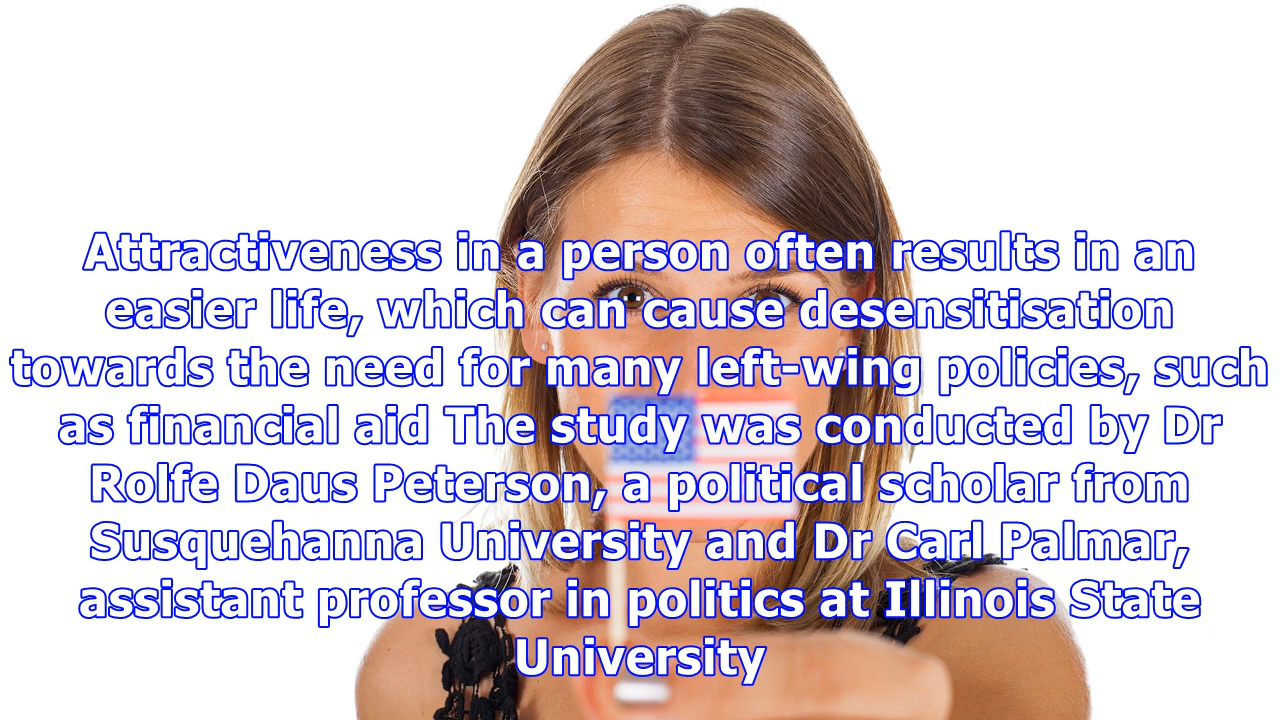 Attractiveness in a person often results in an
easier life, which can cause desensitisation
towards the need for many left-wing policies, such
as financial aid The study was conducted by Dr
Rolfe Daus Peterson, a political scholar from
Susquehanna University and Dr Carl Palmar,
assistant professor in politics at Illinois State
University